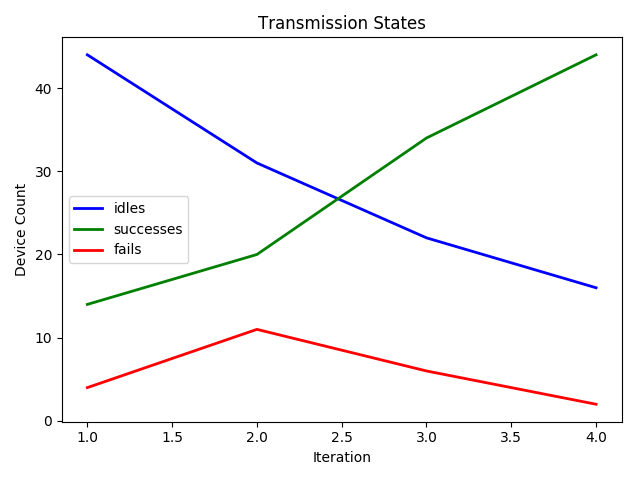 Transmission States
Device Count
40
30
20
10
0
idles
successes
fails
1.0 1.5 2.0 2.5 3.0 3.5 4.0
Iteration